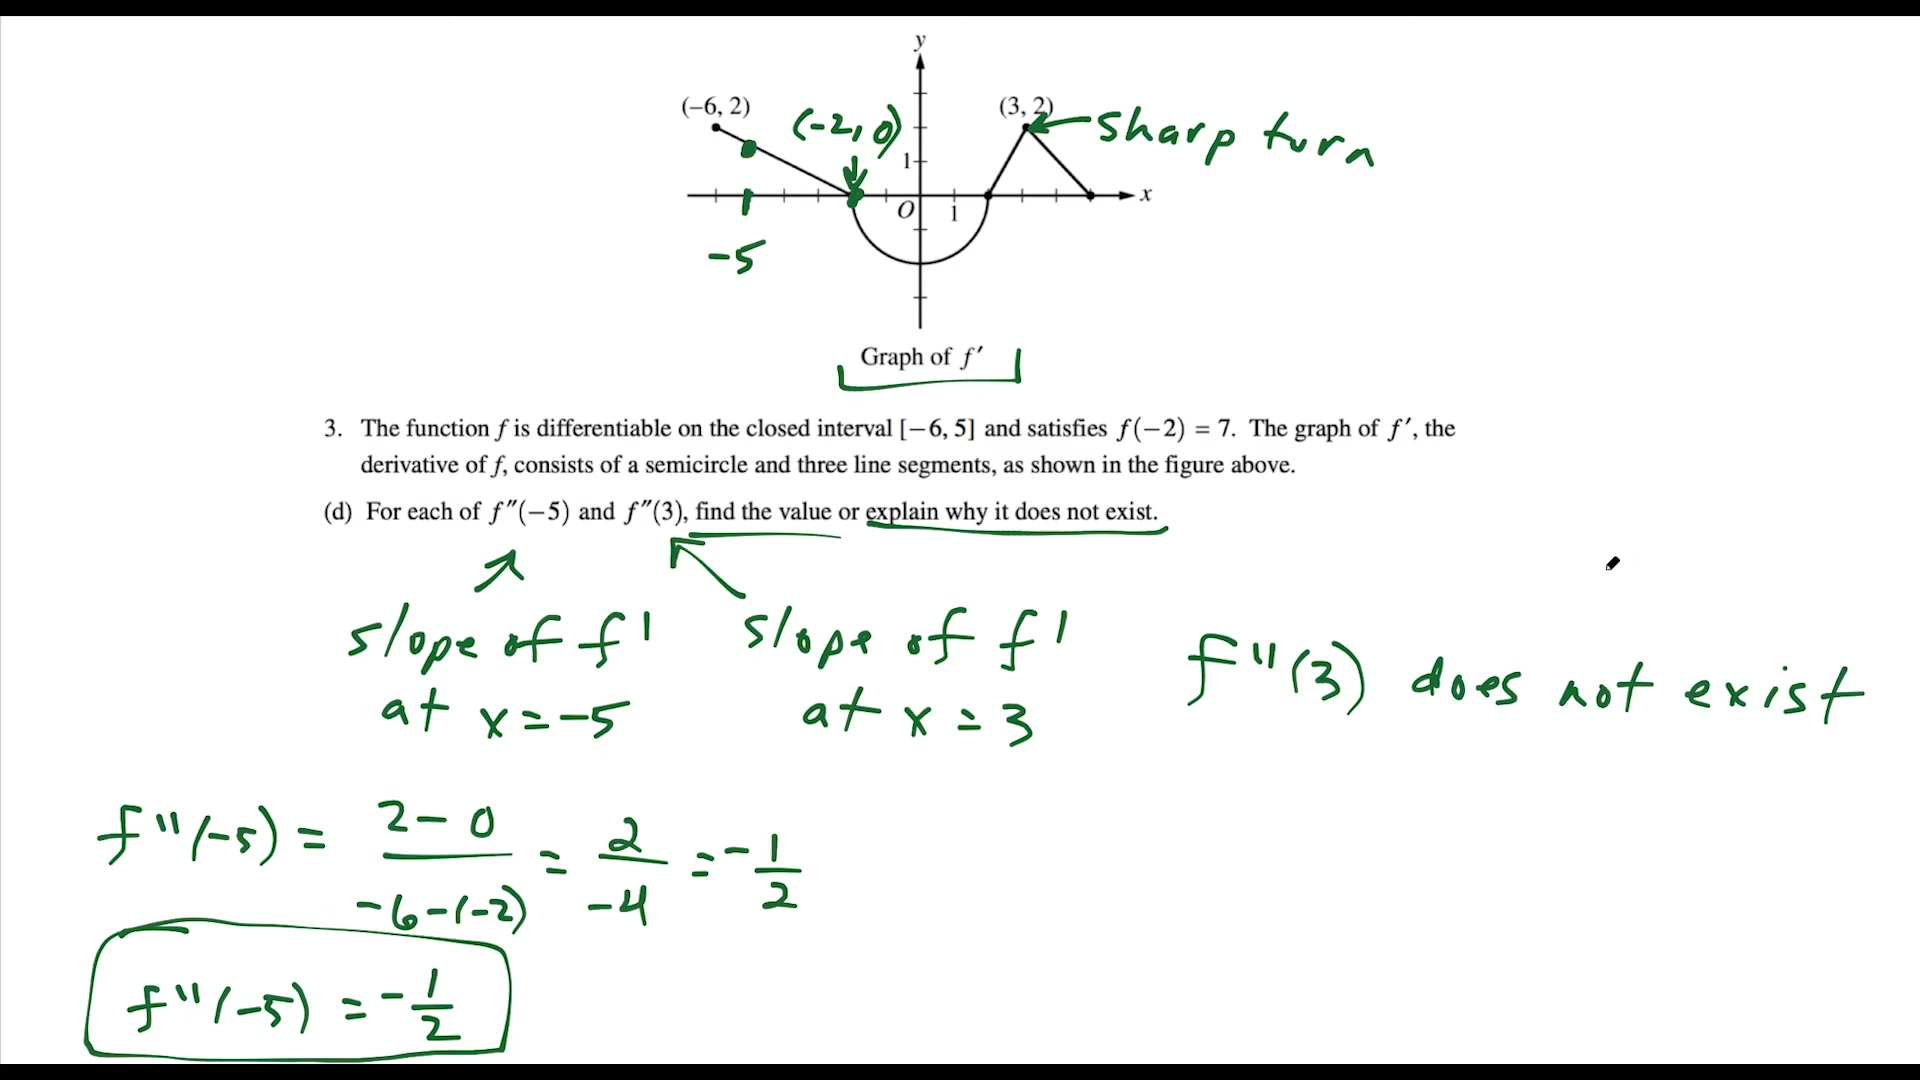 y
(−6, 2)
(-2, 0)
(3, 2)
sharp turn
1
x
O
1
-5
Graph of f′
3. The function f is differentiable on the closed interval [−6, 5] and satisfies f(−2) = 7. The graph of f′, the
derivative of f, consists of a semicircle and three line segments, as shown in the figure above.
(d) For each of f″(−5) and f″(3), find the value or explain why it does not exist.
slope of f'
at x=-5
slope of f'
at x = 3
f"(3) does not exist
f"(-5) = 2-0/-6-(-2) = 2/-4 = -1/2
f"(-5) = -1/2